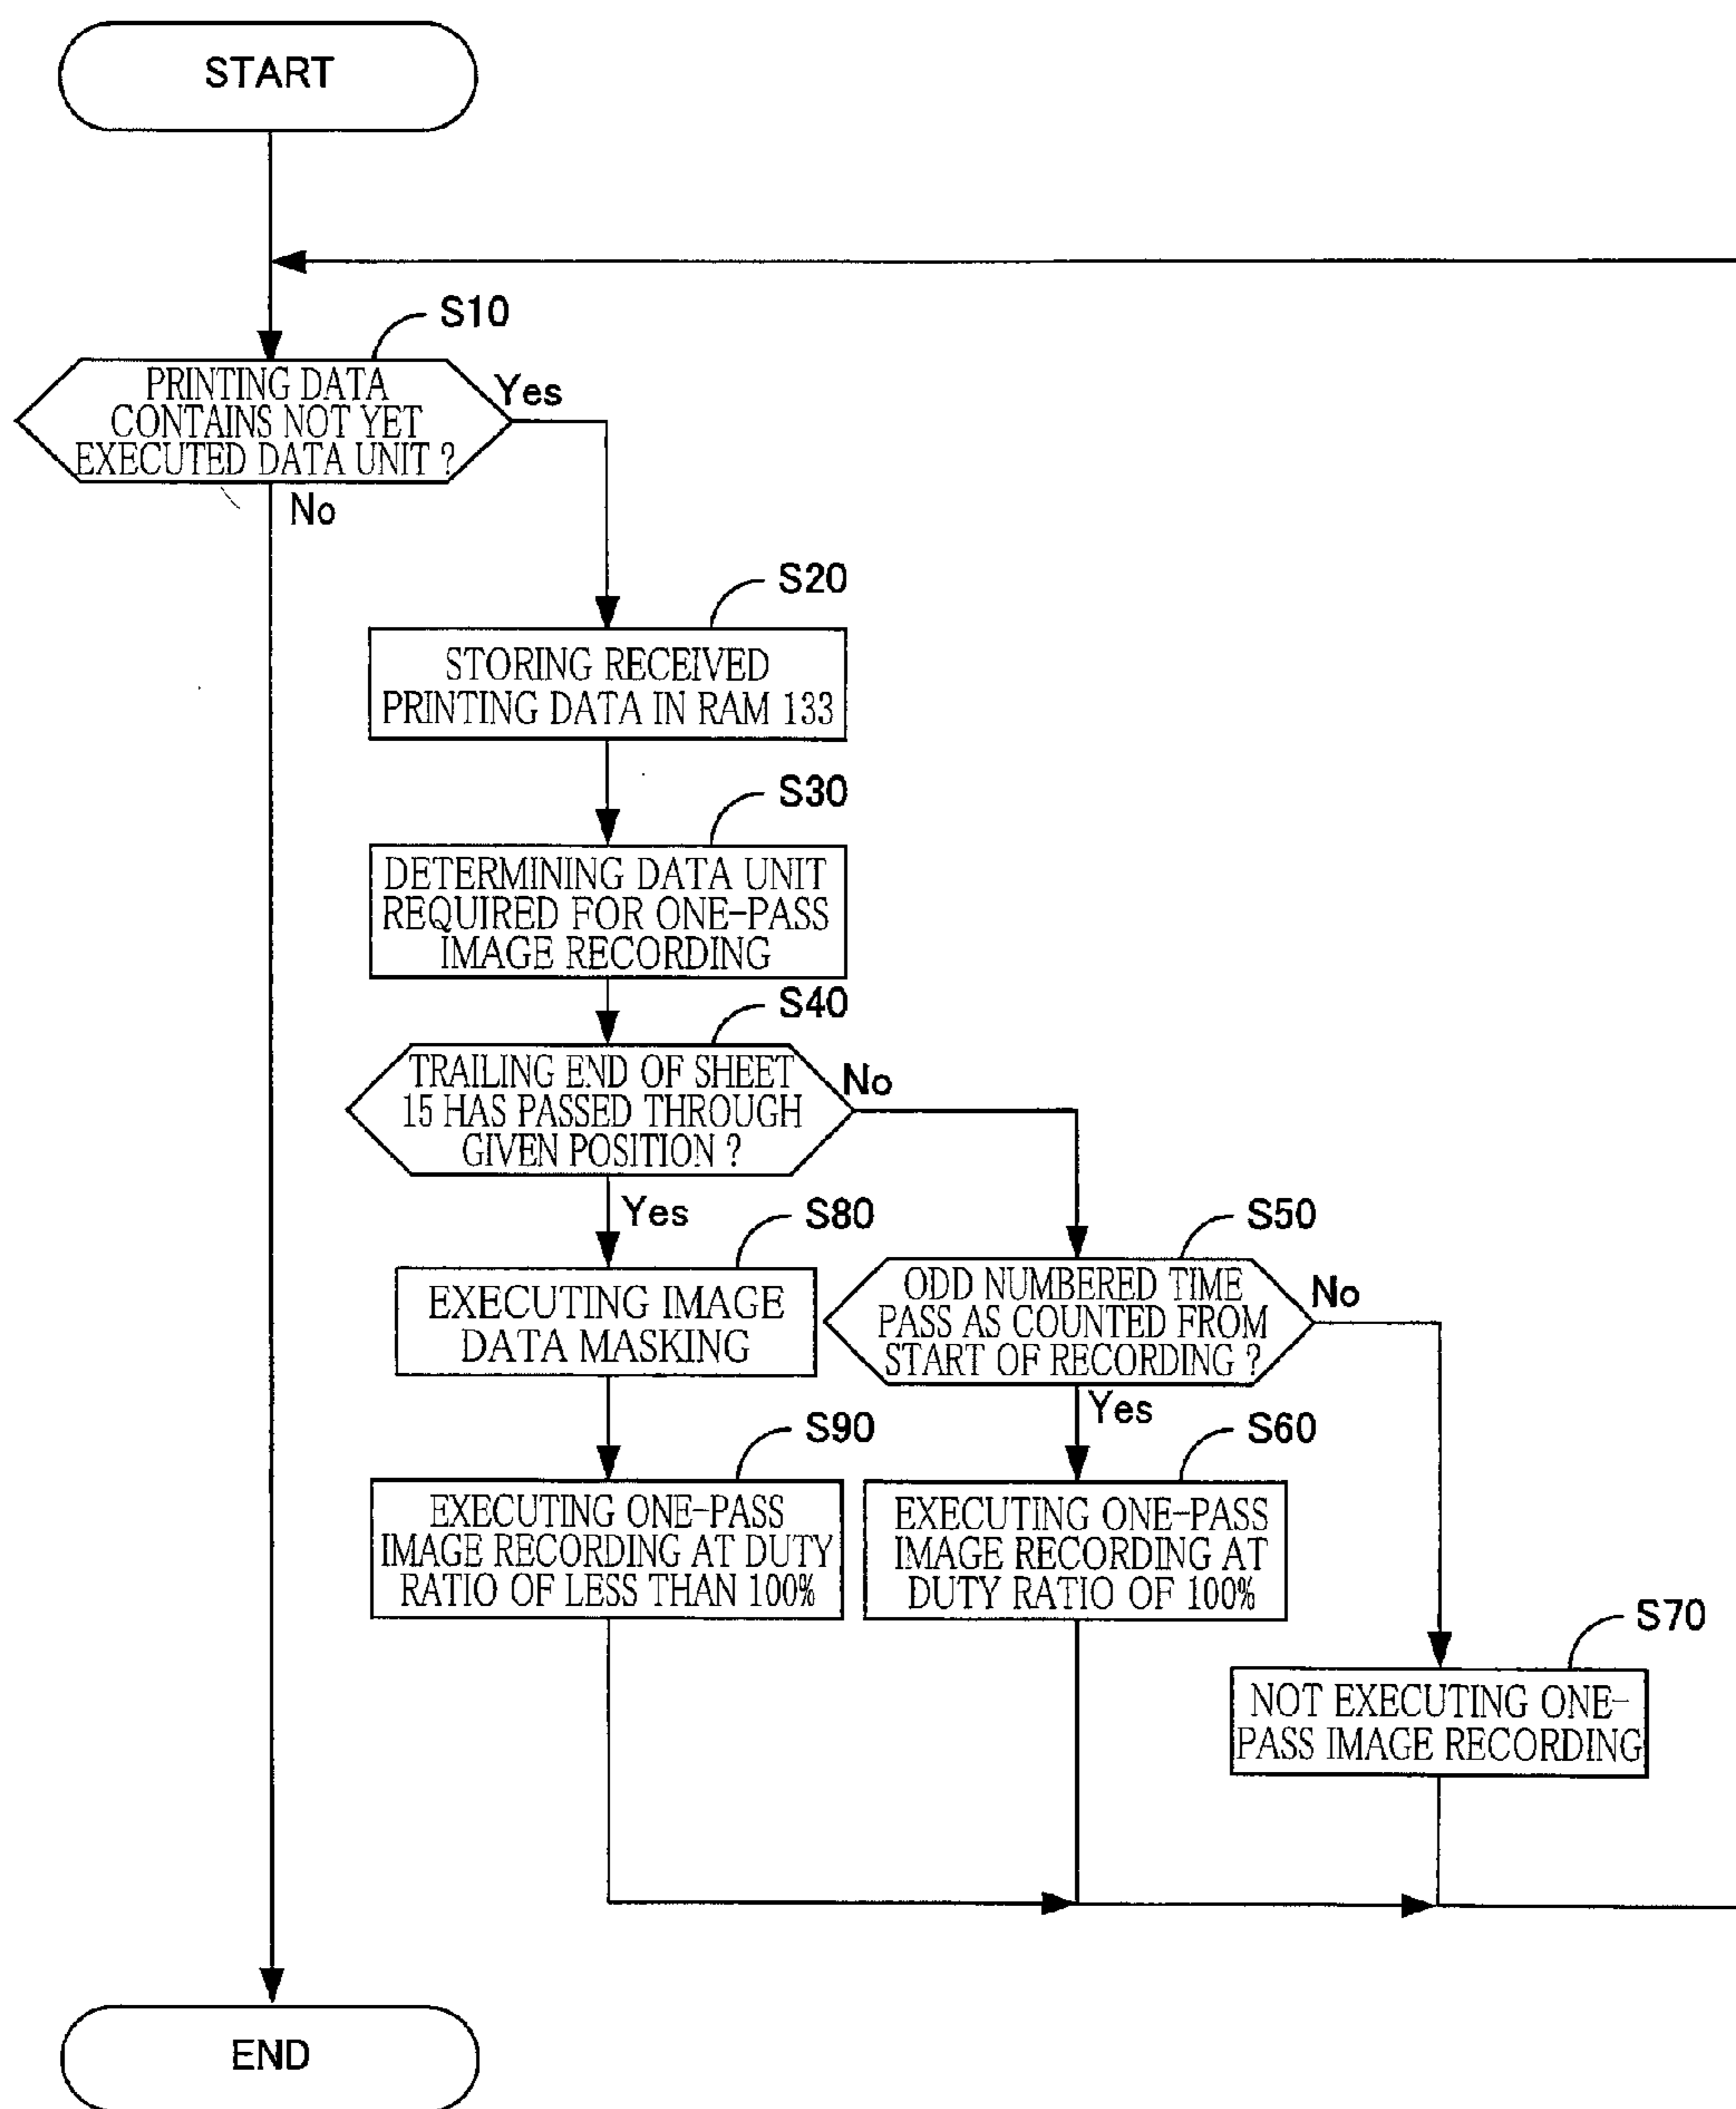 START
S10
PRINTING DATA
CONTAINS NOT YET
EXECUTED DATA UNIT ?
Yes
No
S20
STORING RECEIVED
PRINTING DATA IN RAM 133
S30
DETERMINING DATA UNIT
REQUIRED FOR ONE-PASS
IMAGE RECORDING
S40
TRAILING END OF SHEET
15 HAS PASSED THROUGH
GIVEN POSITION ?
No
Yes
S80
EXECUTING IMAGE
DATA MASKING
S50
ODD NUMBERED TIME
PASS AS COUNTED FROM
START OF RECORDING ?
No
Yes
S90
EXECUTING ONE-PASS
IMAGE RECORDING AT DUTY
RATIO OF LESS THAN 100%
S60
EXECUTING ONE-PASS
IMAGE RECORDING AT
DUTY RATIO OF 100%
S70
NOT EXECUTING ONE-
PASS IMAGE RECORDING
END